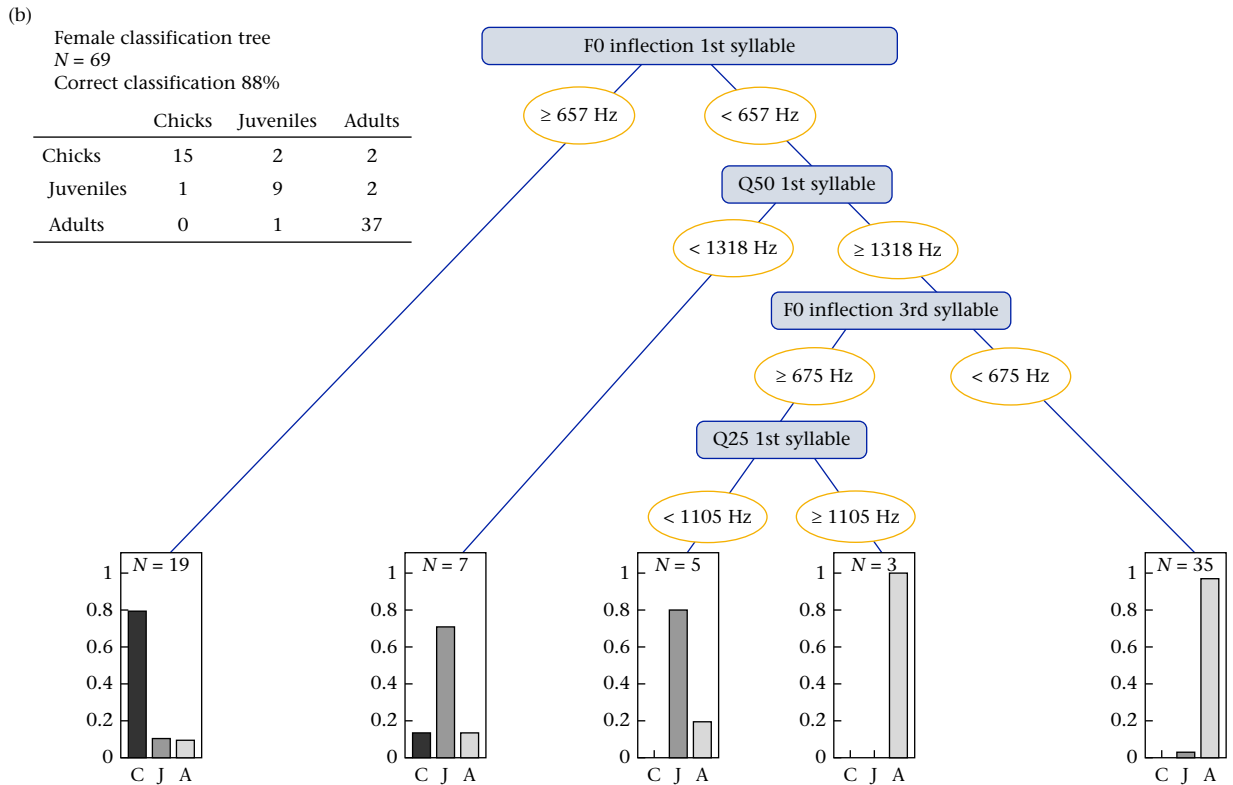 (b)
Female classification tree
N = 69
Correct classification 88%
Chicks Juveniles Adults
Chicks 15 2 2
Juveniles 1 9 2
Adults 0 1 37
F0 inflection 1st syllable
≥ 657 Hz < 657 Hz
Q50 1st syllable
< 1318 Hz ≥ 1318 Hz
F0 inflection 3rd syllable
≥ 675 Hz < 675 Hz
Q25 1st syllable
< 1105 Hz ≥ 1105 Hz
N = 19
1
0.8
0.6
0.4
0.2
0
C J A
N = 7
1
0.8
0.6
0.4
0.2
0
C J A
N = 5
1
0.8
0.6
0.4
0.2
0
C J A
N = 3
1
0.8
0.6
0.4
0.2
0
C J A
N = 35
1
0.8
0.6
0.4
0.2
0
C J A